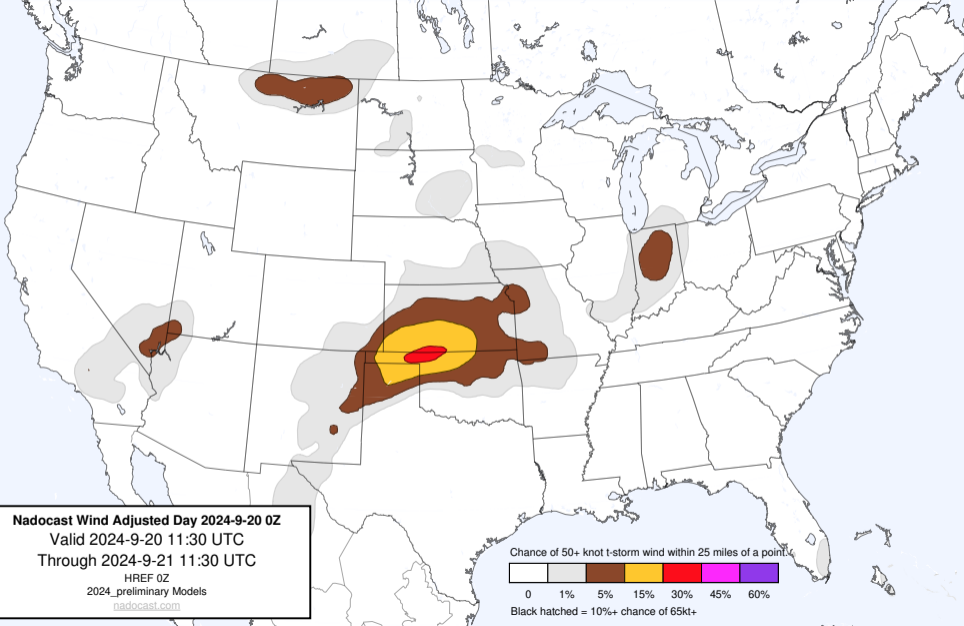 Nadocast Wind Adjusted Day 2024-9-20 0Z
Valid 2024-9-20 11:30 UTC
Through 2024-9-21 11:30 UTC
HREF 0Z
2024_preliminary Models
nadocast.com
Chance of 50+ knot t-storm wind within 25 miles of a point.
0 1% 5% 15% 30% 45% 60%
Black hatched = 10%+ chance of 65kt+